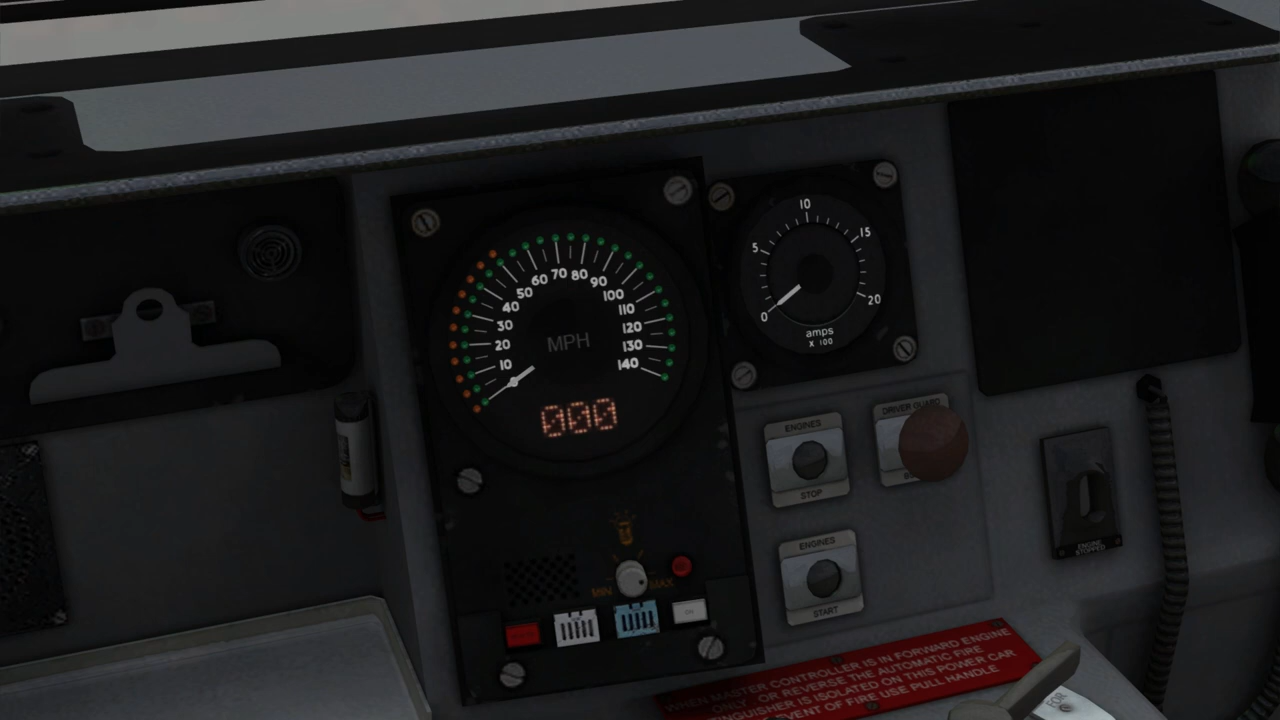 10
20
30
40
50
60
70
80
90
100
110
120
130
140
MPH
000
MIN
MAX
0
5
10
15
20
amps
X 100
ENGINES
STOP
DRIVER GUARD
ENGINES
START
ENGINE
STOPPED
WHEN MASTER CONTROLLER IS IN FORWARD ENGINE
ONLY OR REVERSE THE AUTOMATIC FIRE
EXTINGUISHER IS ISOLATED ON THIS POWER CAR
EVENT OF FIRE USE PULL HANDLE
FOR